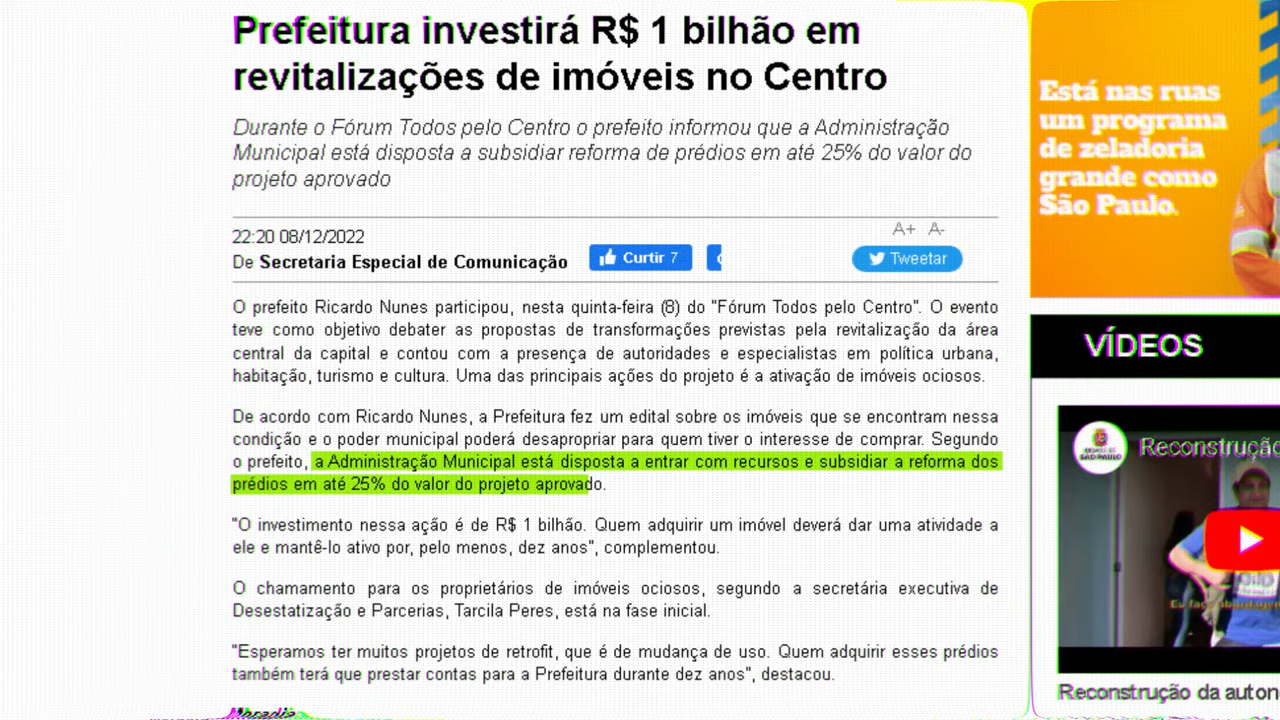 Prefeitura investirá R$ 1 bilhão em
revitalizações de imóveis no Centro
Durante o Fórum Todos pelo Centro o prefeito informou que a Administração
Municipal está disposta a subsidiar reforma de prédios em até 25% do valor do
projeto aprovado
22:20 08/12/2022
De Secretaria Especial de Comunicação
Curtir 7
A+ A-
Tweetar
O prefeito Ricardo Nunes participou, nesta quinta-feira (8) do "Fórum Todos pelo Centro". O evento
teve como objetivo debater as propostas de transformações previstas pela revitalização da área
central da capital e contou com a presença de autoridades e especialistas em política urbana,
habitação, turismo e cultura. Uma das principais ações do projeto é a ativação de imóveis ociosos.
De acordo com Ricardo Nunes, a Prefeitura fez um edital sobre os imóveis que se encontram nessa
condição e o poder municipal poderá desapropriar para quem tiver o interesse de comprar. Segundo
o prefeito, a Administração Municipal está disposta a entrar com recursos e subsidiar a reforma dos
prédios em até 25% do valor do projeto aprovado.
"O investimento nessa ação é de R$ 1 bilhão. Quem adquirir um imóvel deverá dar uma atividade a
ele e mantê-lo ativo por, pelo menos, dez anos", complementou.
O chamamento para os proprietários de imóveis ociosos, segundo a secretária executiva de
Desestatização e Parcerias, Tarcila Peres, está na fase inicial.
"Esperamos ter muitos projetos de retrofit, que é de mudança de uso. Quem adquirir esses prédios
também terá que prestar contas para a Prefeitura durante dez anos", destacou.
Moradia
Está nas ruas
um programa
de zeladoria
grande como
São Paulo.
VÍDEOS
Reconstrução
SÃO PAULO
Eu faço abordagem
Reconstrução da auton